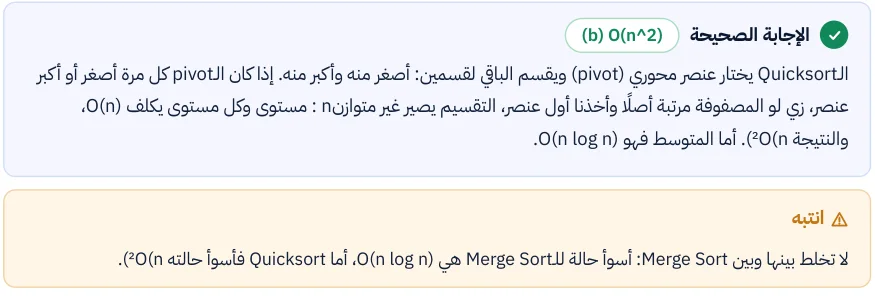 الإجابة الصحيحة (b) O(n^2)
الـQuicksort يختار عنصر محوري (pivot) ويقسم الباقي لقسمين: أصغر منه وأكبر منه. إذا كان الـpivot كل مرة أصغر أو أكبر
عنصر، زي لو المصفوفة مرتبة أصلًا وأخذنا أول عنصر، التقسيم يصير غير متوازن: n مستوى وكل مستوى يكلف O(n)،
والنتيجة O(n²). أما المتوسط فهو O(n log n).
انتبه
لا تخلط بينها وبين Merge Sort: أسوأ حالة للـMerge Sort هي O(n log n)، أما Quicksort فأسوأ حالته O(n²).